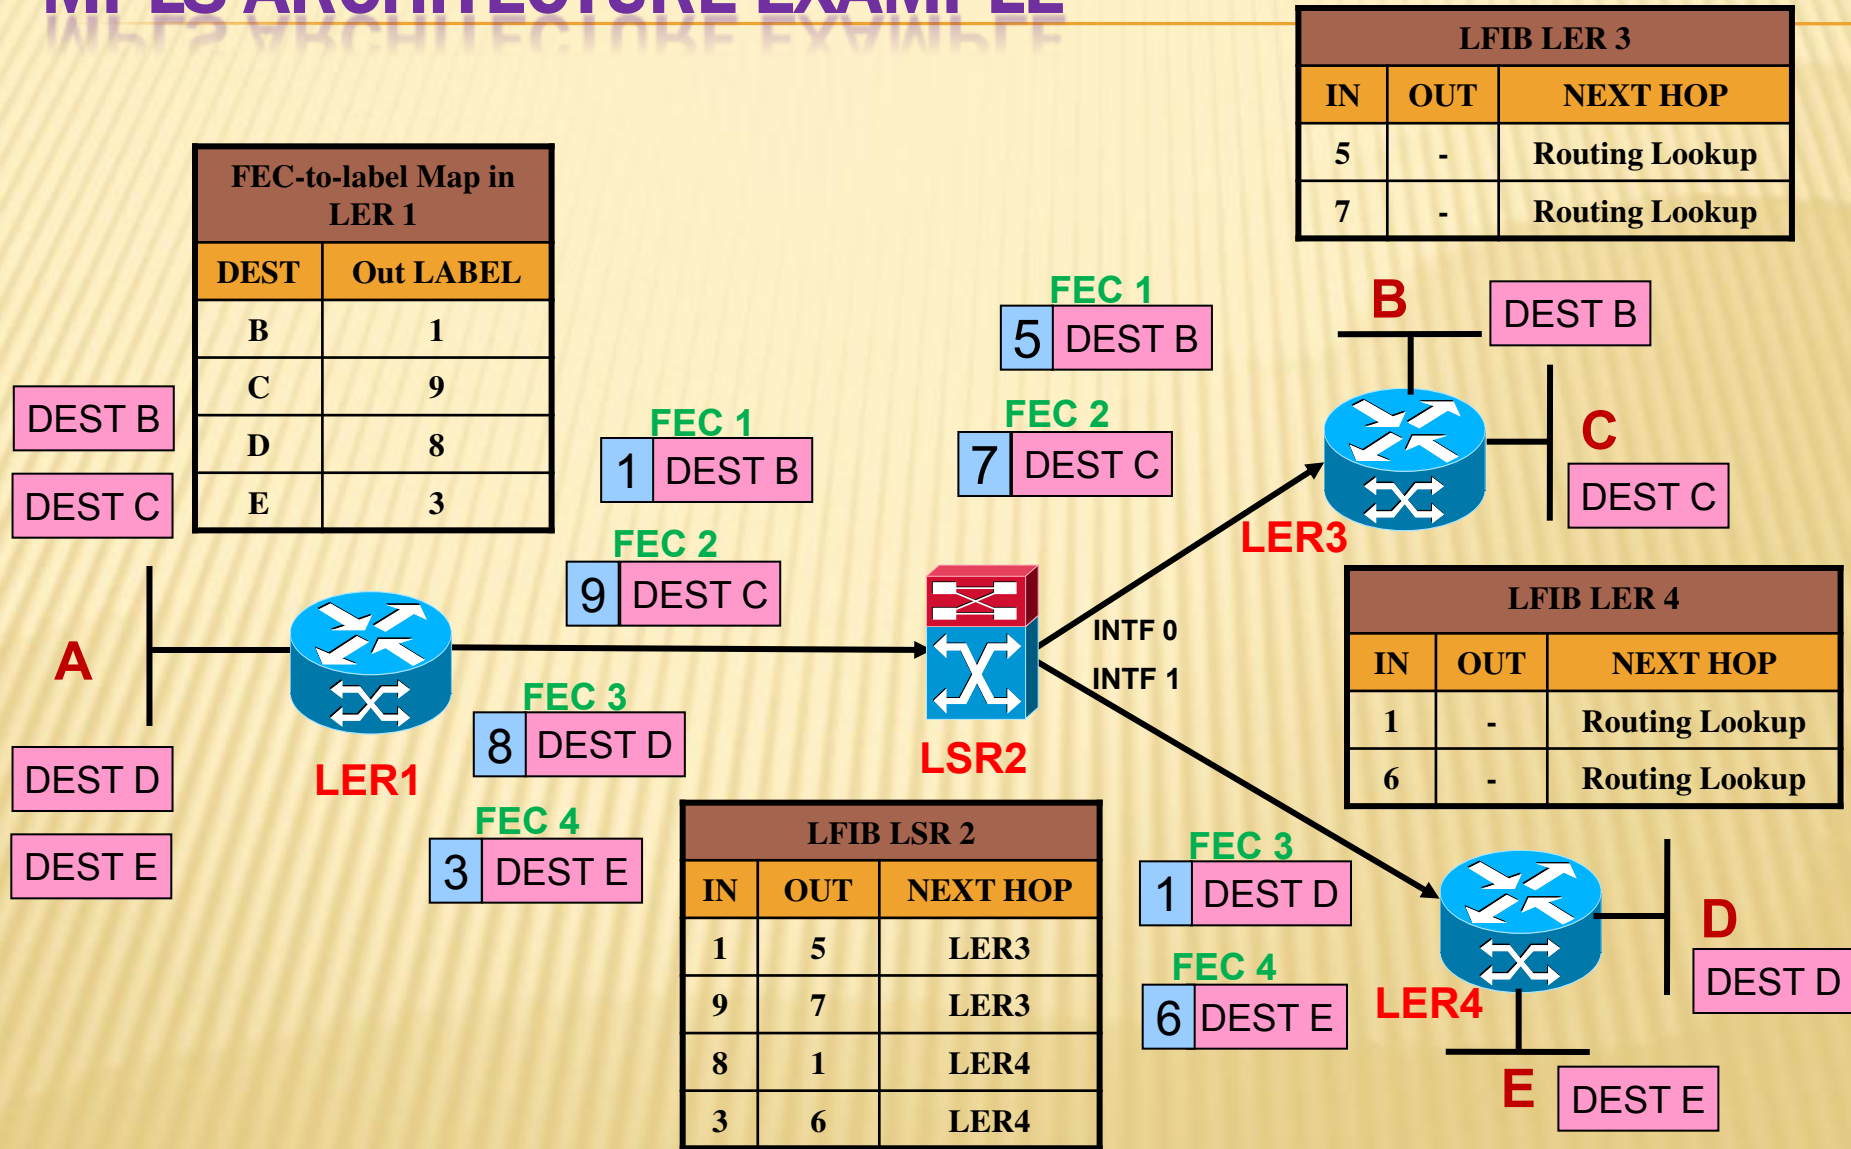 MPLS ARCHITECTURE EXAMPLE
LFIB LER 3
IN OUT NEXT HOP
5 - Routing Lookup
7 - Routing Lookup
FEC-to-label Map in
LER 1
DEST Out LABEL
B 1
C 9
D 8
E 3
DEST B
DEST C
A
DEST D
DEST E
LER1
FEC 1
1 DEST B
FEC 2
9 DEST C
FEC 3
8 DEST D
FEC 4
3 DEST E
LSR2
INTF 0
INTF 1
LFIB LSR 2
IN OUT NEXT HOP
1 5 LER3
9 7 LER3
8 1 LER4
3 6 LER4
FEC 1
5 DEST B
FEC 2
7 DEST C
B
DEST B
C
DEST C
LER3
LFIB LER 4
IN OUT NEXT HOP
1 - Routing Lookup
6 - Routing Lookup
FEC 3
1 DEST D
FEC 4
6 DEST E
LER4
D
DEST D
E
DEST E